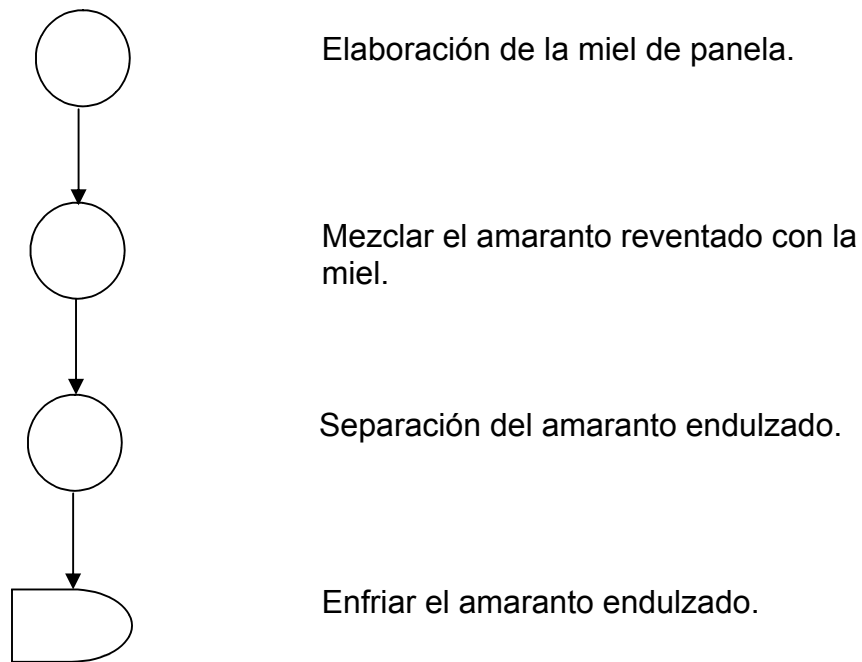 Elaboración de la miel de panela.
Mezclar el amaranto reventado con la
miel.
Separación del amaranto endulzado.
Enfriar el amaranto endulzado.